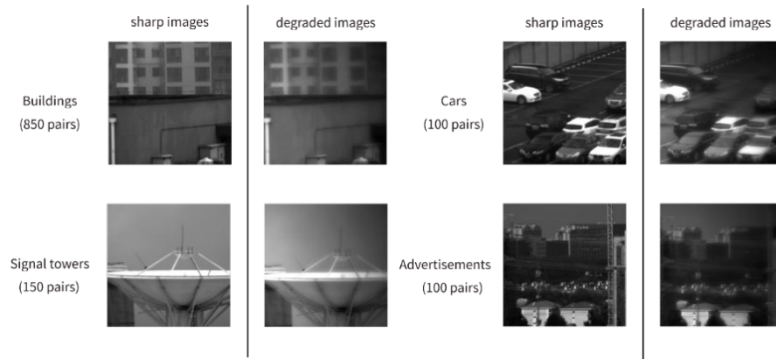 sharp images
degraded images
sharp images
degraded images
Buildings
(850 pairs)
Cars
(100 pairs)
Signal towers
(150 pairs)
Advertisements
(100 pairs)